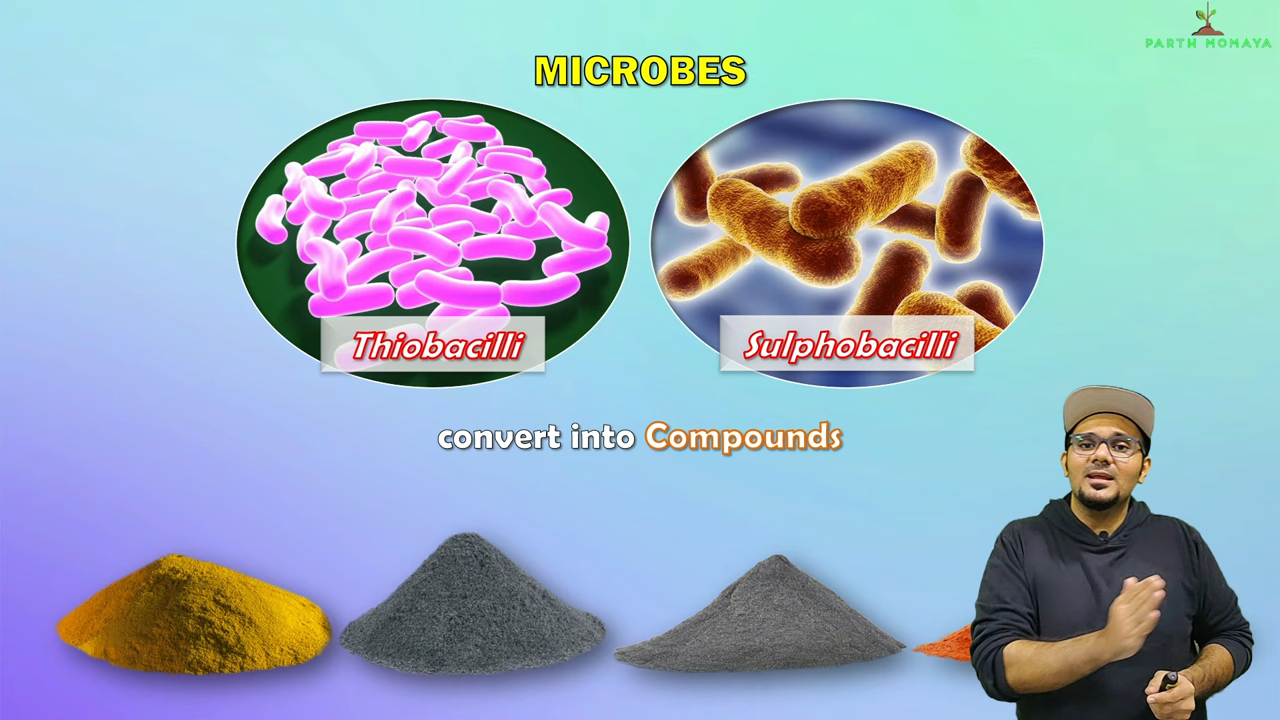 PARTH MOMAYA
MICROBES
Thiobacilli
Sulphobacilli
convert into Compounds